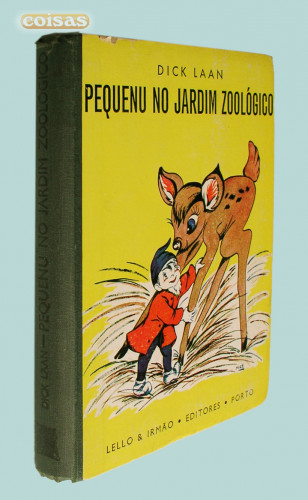 coisas
DICK LAAN
PEQUENU NO JARDIM ZOOLÓGICO
LELLO & IRMÃO • EDITORES • PORTO
DICK LAAN — PEQUENU NO JARDIM ZOOLÓGICO